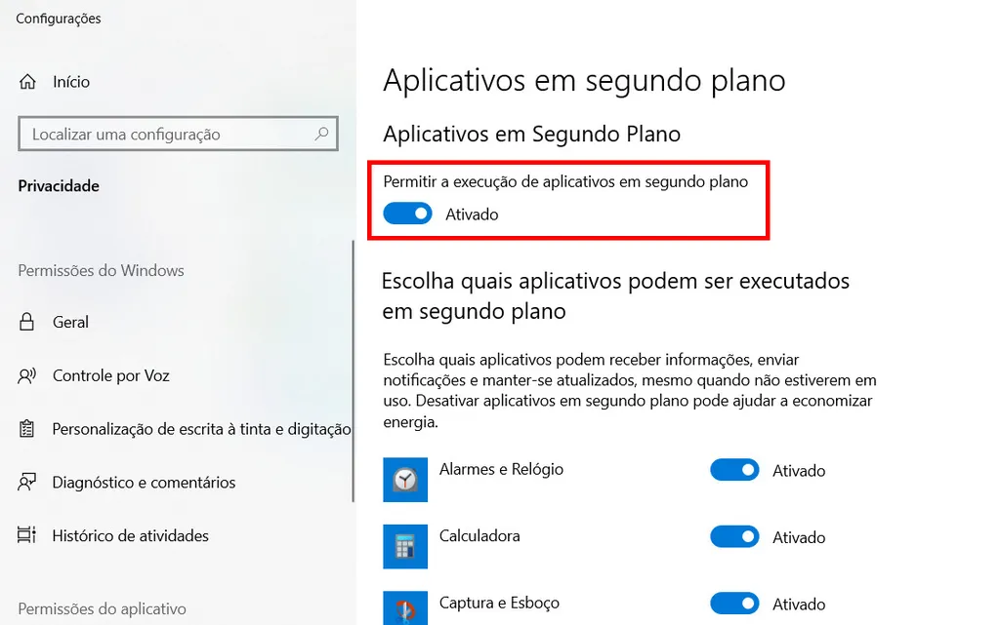 Configurações
Início
Localizar uma configuração
Privacidade
Permissões do Windows
Geral
Controle por Voz
Personalização de escrita à tinta e digitação
Diagnóstico e comentários
Histórico de atividades
Permissões do aplicativo
Aplicativos em segundo plano
Aplicativos em Segundo Plano
Permitir a execução de aplicativos em segundo plano
Ativado
Escolha quais aplicativos podem ser executados
em segundo plano
Escolha quais aplicativos podem receber informações, enviar
notificações e manter-se atualizados, mesmo quando não estiverem em
uso. Desativar aplicativos em segundo plano pode ajudar a economizar
energia.
Alarmes e Relógio Ativado
Calculadora Ativado
Captura e Esboço Ativado